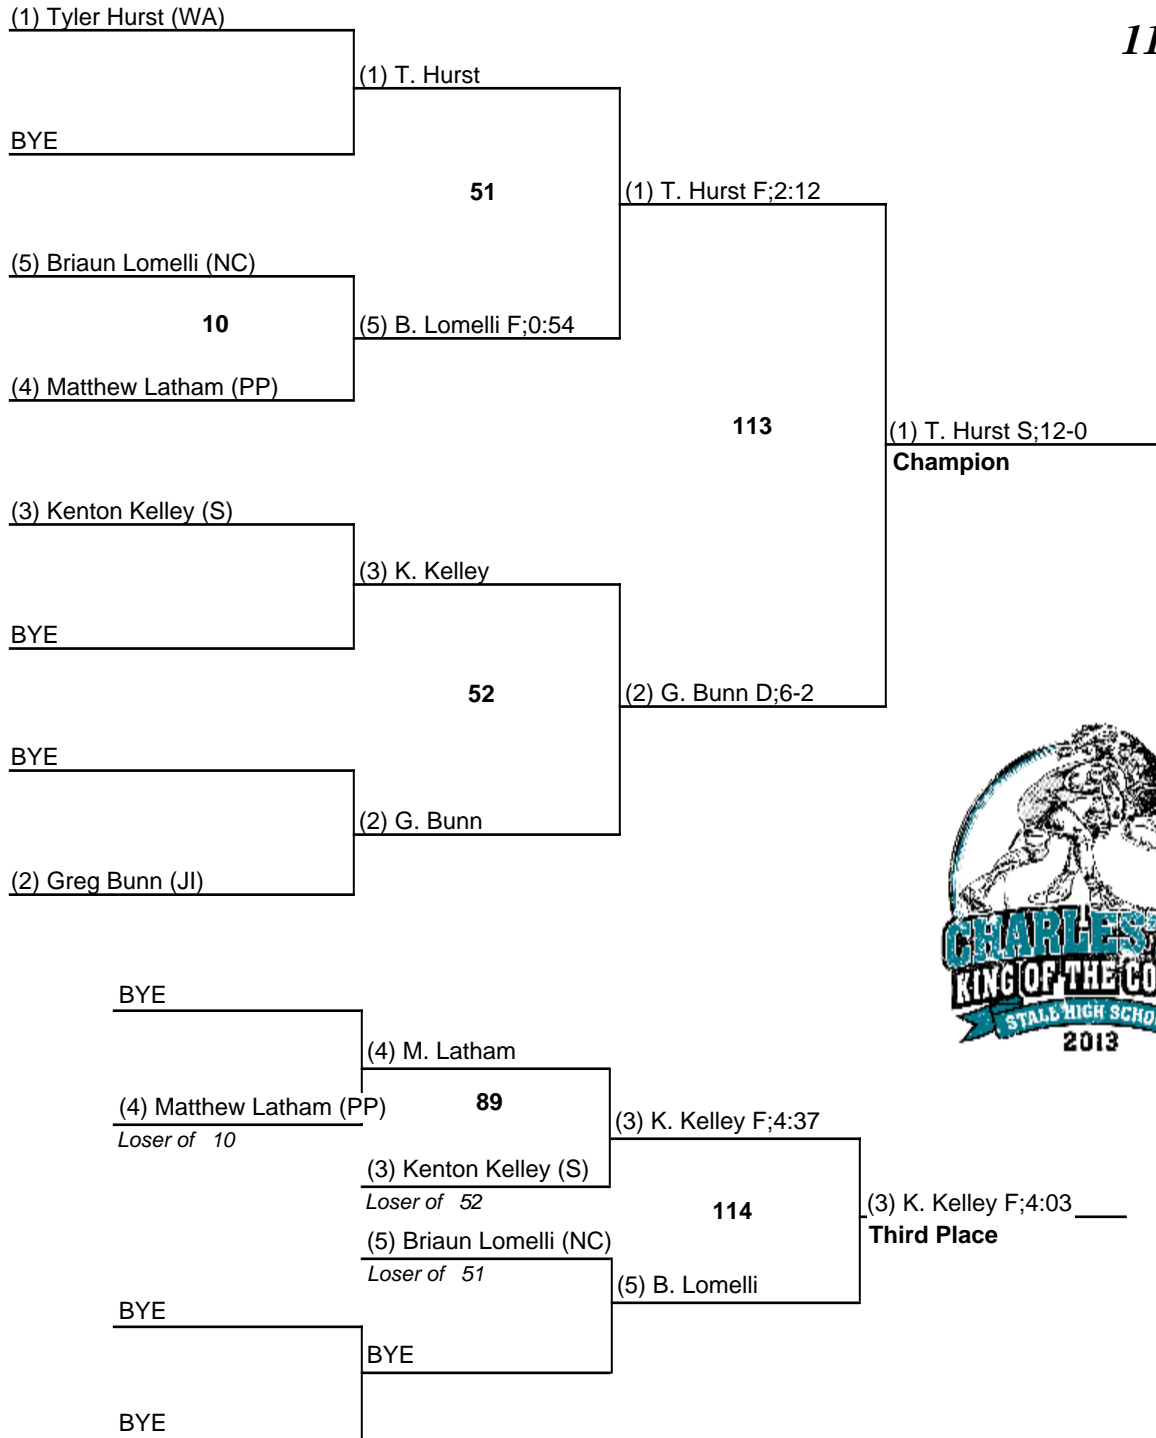 (1) Tyler Hurst (WA)
11
(1) T. Hurst
BYE
51
(1) T. Hurst F;2:12
(5) Briaun Lomelli (NC)
10
(5) B. Lomelli F;0:54
(4) Matthew Latham (PP)
113
(1) T. Hurst S;12-0
Champion
(3) Kenton Kelley (S)
(3) K. Kelley
BYE
52
(2) G. Bunn D;6-2
BYE
(2) G. Bunn
(2) Greg Bunn (JI)
CHARLES
KING OF THE CO
STALL HIGH SCHO
2013
BYE
(4) M. Latham
(4) Matthew Latham (PP)
89
Loser of 10
(3) K. Kelley F;4:37
(3) Kenton Kelley (S)
Loser of 52
114
(3) K. Kelley F;4:03
Third Place
(5) Briaun Lomelli (NC)
Loser of 51
(5) B. Lomelli
BYE
BYE
BYE